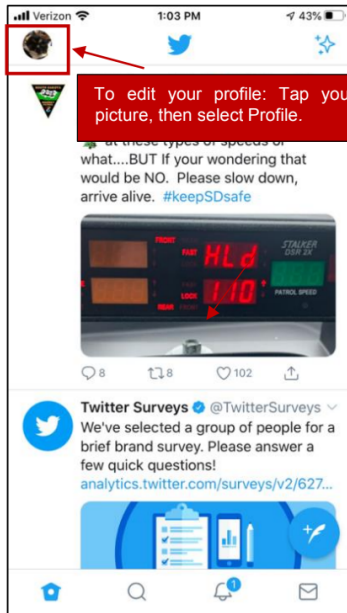 Verizon 1:03 PM 43%
To edit your profile: Tap you
picture, then select Profile.
at these types of speeds or
what....BUT If your wondering that
would be NO. Please slow down,
arrive alive. #keepSDsafe
FRONT
FAST HLd STALKER
DSR 2X
LOCK 110 PATROL SPEED
REAR FRONT
8 8 102
Twitter Surveys @TwitterSurveys
We've selected a group of people for a
brief brand survey. Please answer a
few quick questions!
analytics.twitter.com/surveys/v2/627...